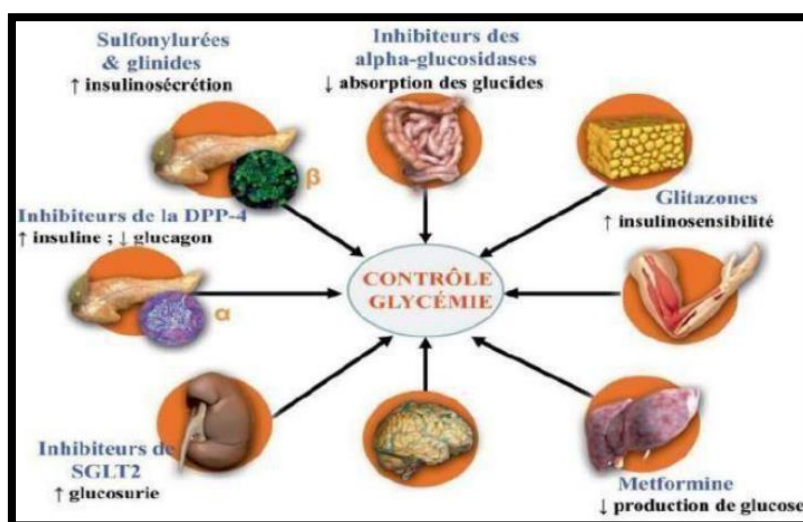 Sulfonylurées
& glinides
↑ insulinosécrétion
Inhibiteurs des
alpha-glucosidases
↓ absorption des glucides
β
Inhibiteurs de la DPP-4
↑ insuline ; ↓ glucagon
α
Glitazones
↑ insulinosensibilité
CONTRÔLE
GLYCÉMIE
Inhibiteurs de
SGLT2
↑ glucosurie
Metformine
↓ production de glucose